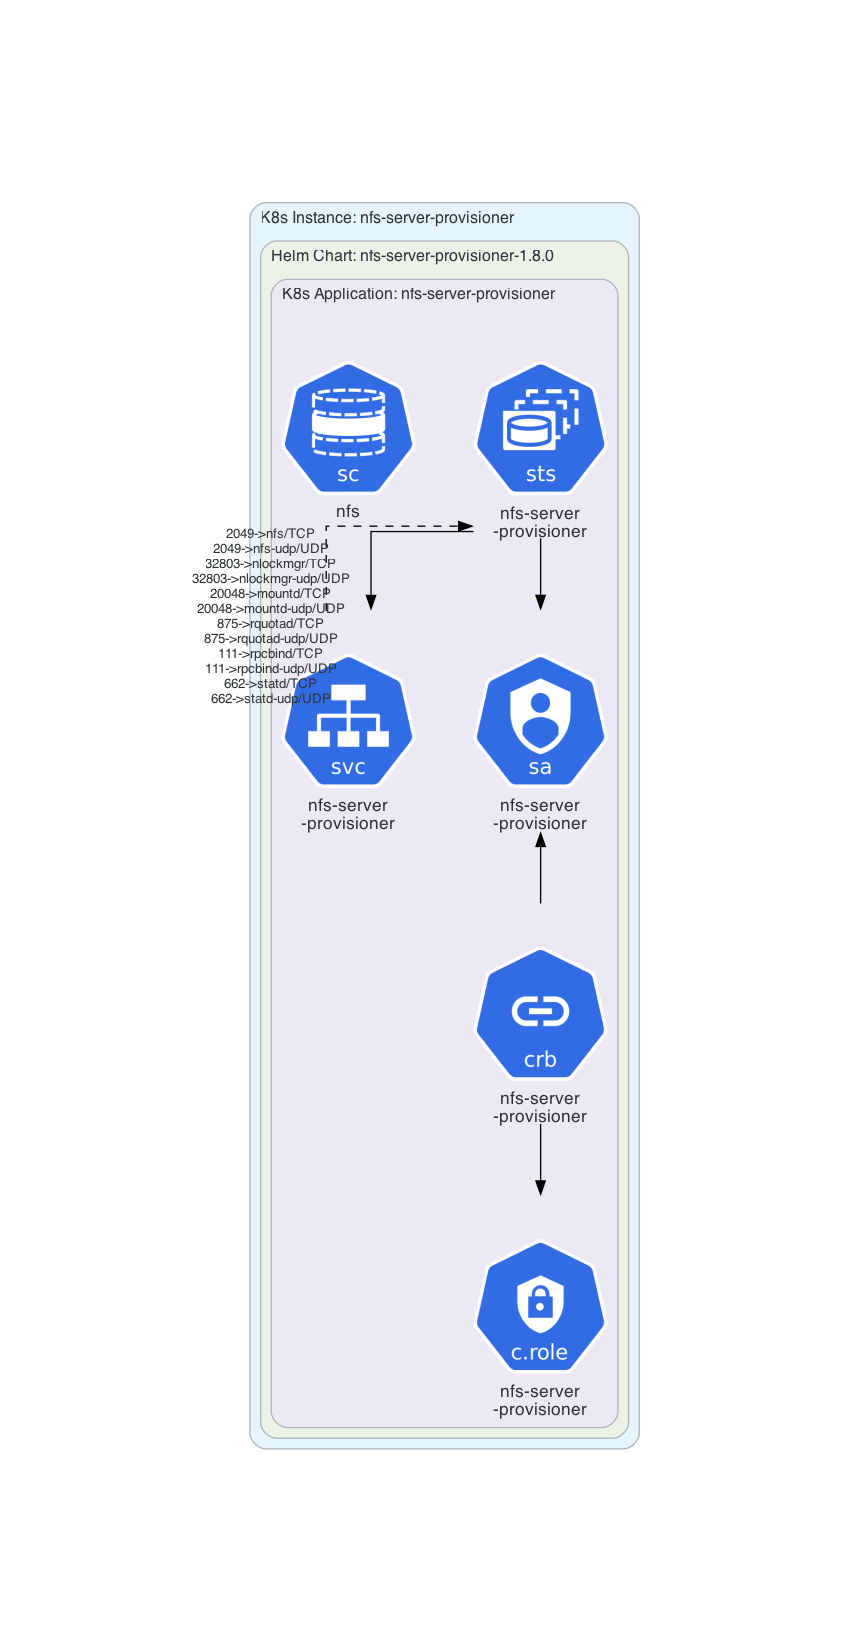 K8s Instance: nfs-server-provisioner
Helm Chart: nfs-server-provisioner-1.8.0
K8s Application: nfs-server-provisioner
sc
nfs
sts
nfs-server
-provisioner
2049->nfs/TCP
2049->nfs-udp/UDP
32803->nlockmgr/TCP
32803->nlockmgr-udp/UDP
20048->mountd/TCP
20048->mountd-udp/UDP
875->rquotad/TCP
875->rquotad-udp/UDP
111->rpcbind/TCP
111->rpcbind-udp/UDP
662->statd/TCP
662->statd-udp/UDP
svc
nfs-server
-provisioner
sa
nfs-server
-provisioner
crb
nfs-server
-provisioner
c.role
nfs-server
-provisioner